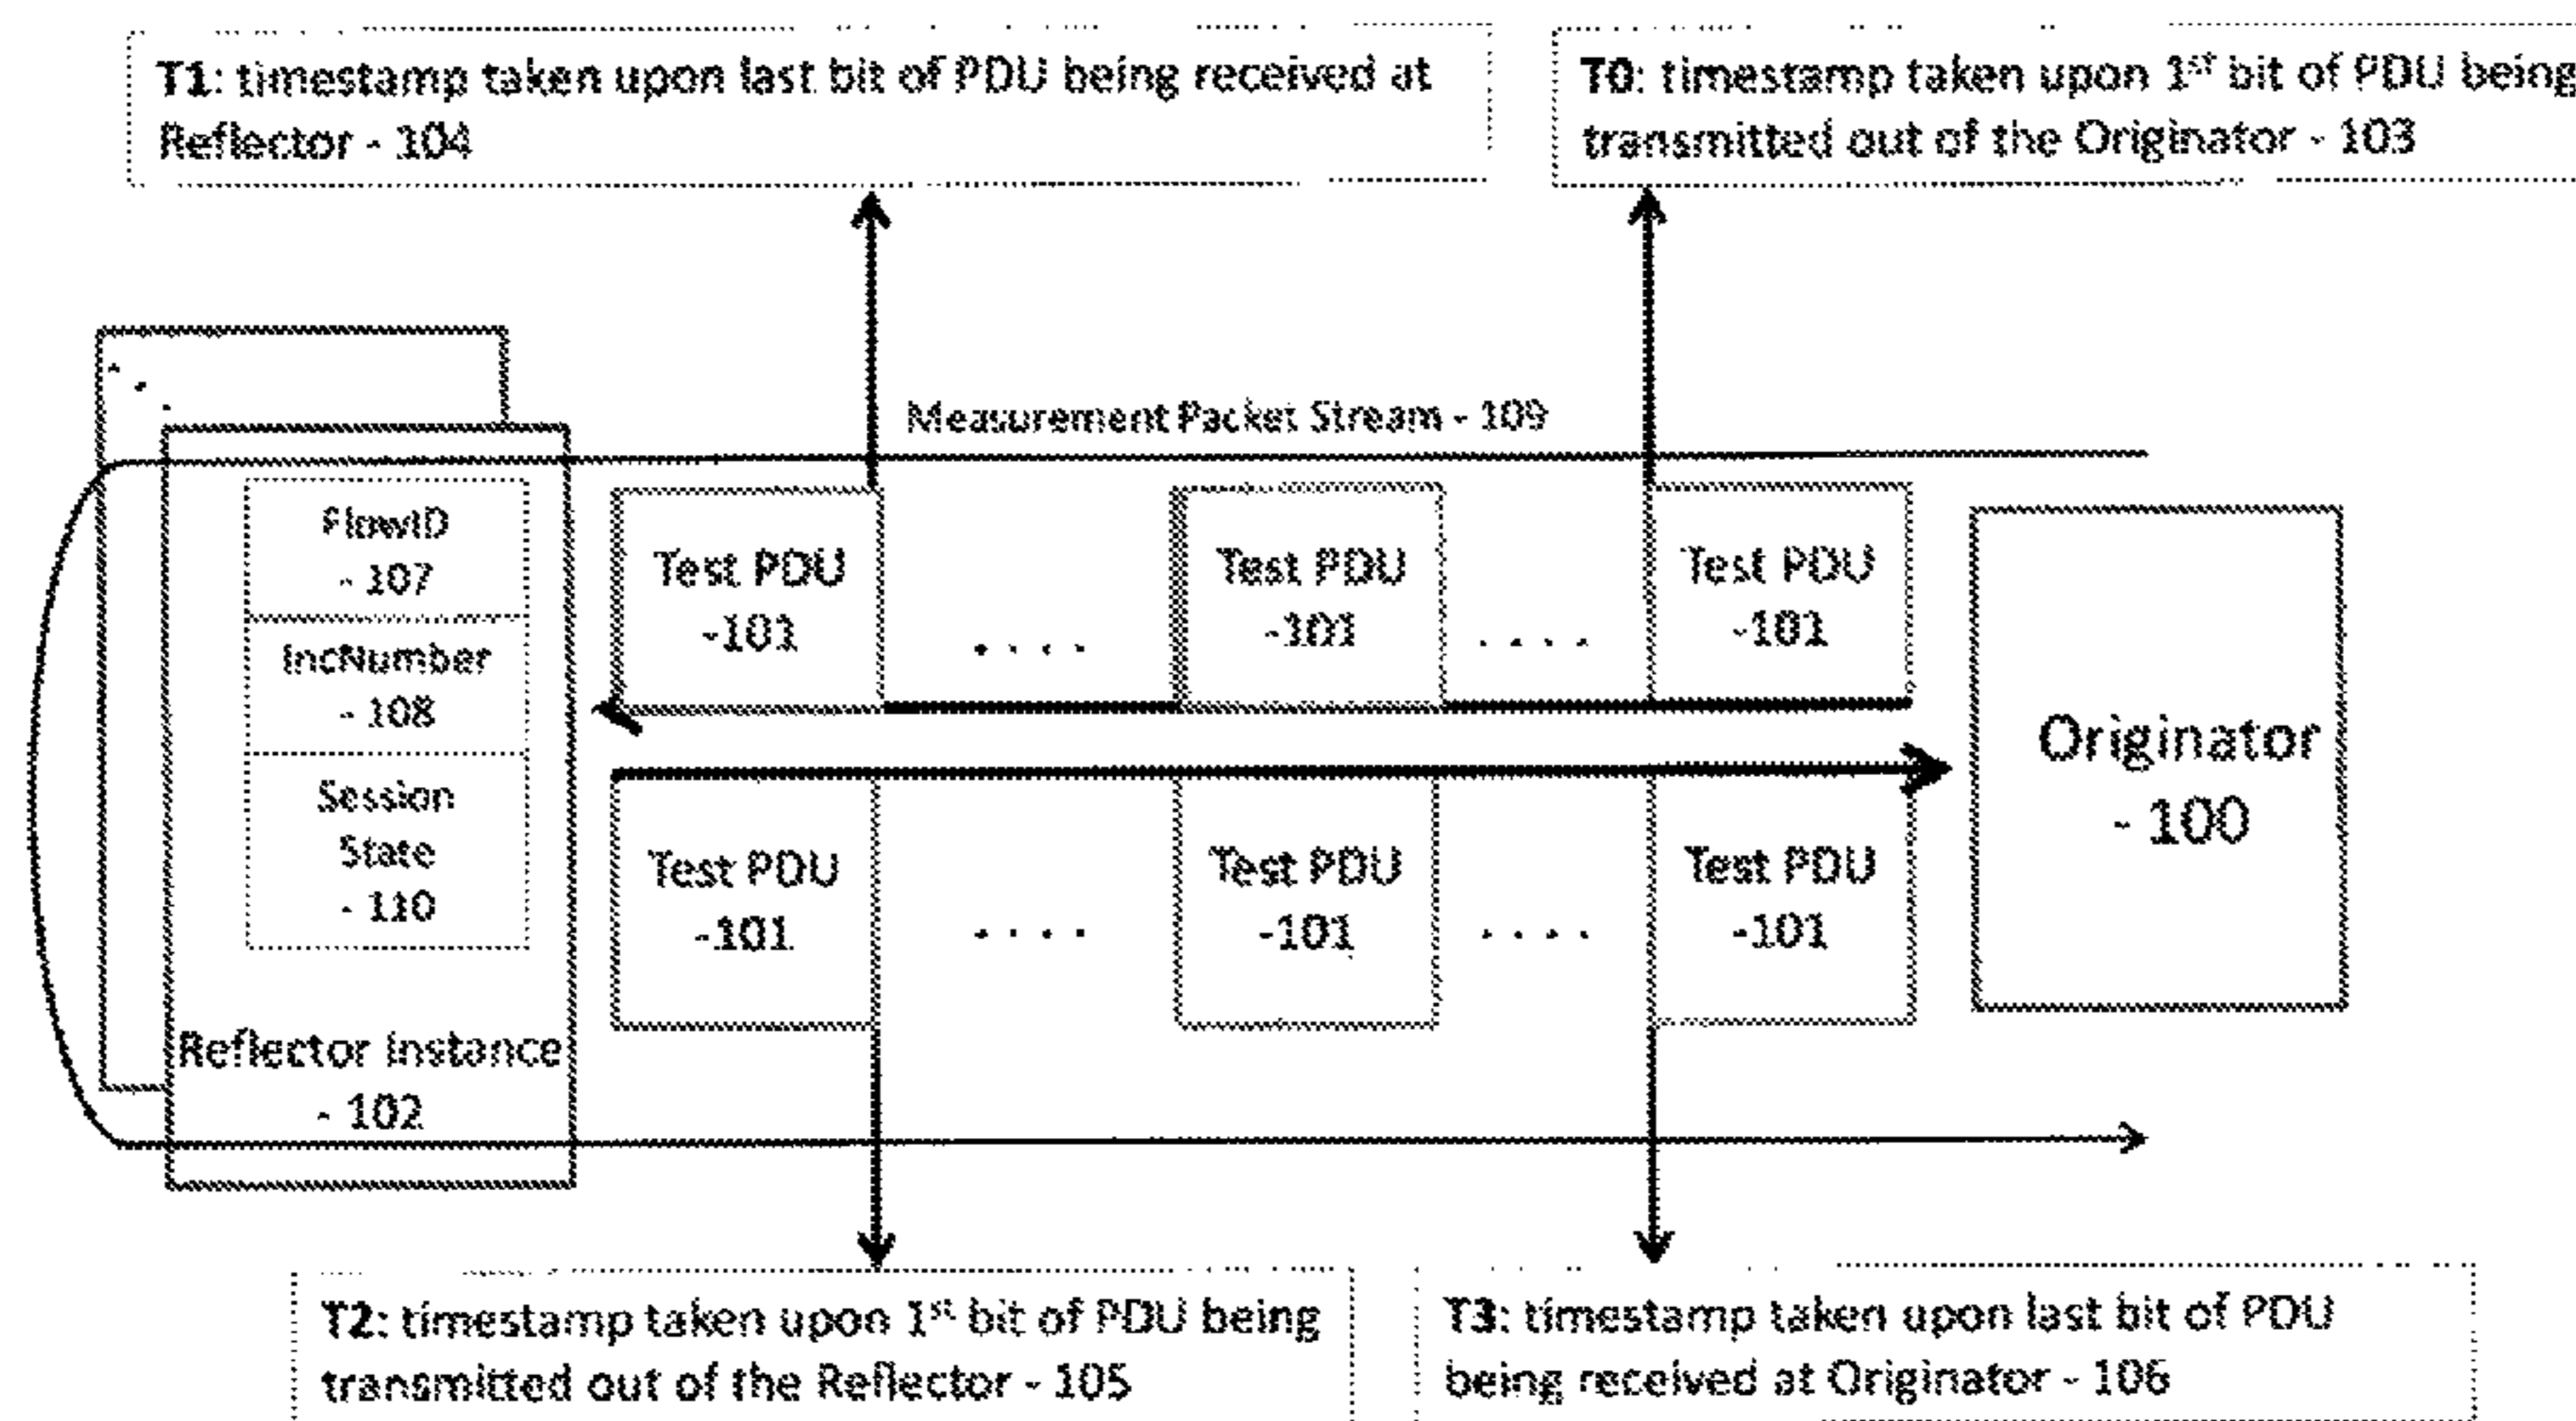 T1: timestamp taken upon last bit of PDU being received at
Reflector - 104
T0: timestamp taken upon 1st bit of PDU being
transmitted out of the Originator - 103
Measurement Packet Stream - 109
FlowID
- 107
IncNumber
- 108
Session
State
- 110
Reflector Instance
- 102
Test PDU
-101
....
Test PDU
-101
....
Test PDU
-101
Test PDU
-101
....
Test PDU
-101
....
Test PDU
-101
Originator
- 100
T2: timestamp taken upon 1st bit of PDU being
transmitted out of the Reflector - 105
T3: timestamp taken upon last bit of PDU
being received at Originator - 106